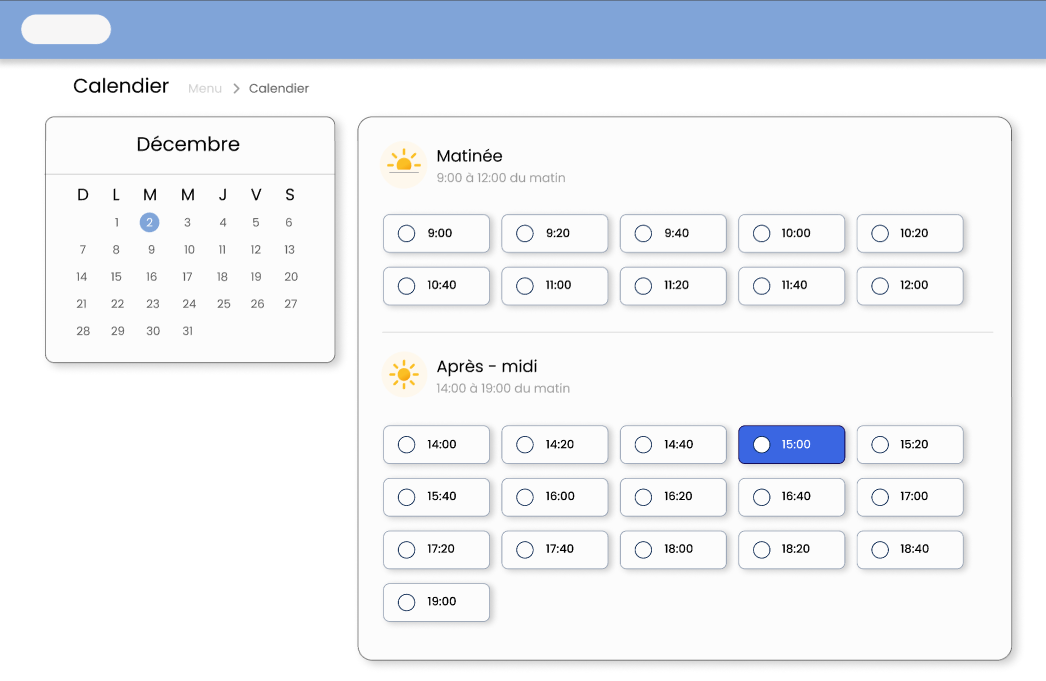 Calendier Menu > Calendier
Décembre
D L M M J V S
1 2 3 4 5 6
7 8 9 10 11 12 13
14 15 16 17 18 19 20
21 22 23 24 25 26 27
28 29 30 31
Matinée
9:00 à 12:00 du matin
9:00 9:20 9:40 10:00 10:20
10:40 11:00 11:20 11:40 12:00
Après - midi
14:00 à 19:00 du matin
14:00 14:20 14:40 15:00 15:20
15:40 16:00 16:20 16:40 17:00
17:20 17:40 18:00 18:20 18:40
19:00